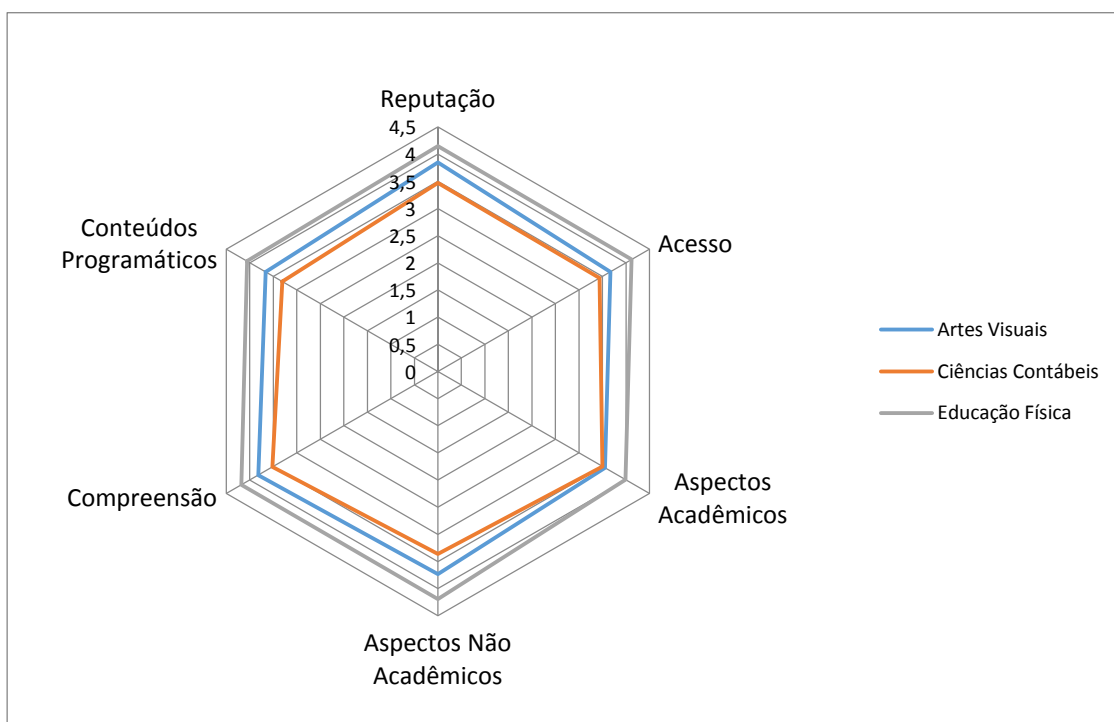 Reputação
4,5
4
3,5
3
2,5
2
1,5
1
0,5
0
Acesso
Aspectos
Acadêmicos
Aspectos Não
Acadêmicos
Compreensão
Conteúdos
Programáticos
Artes Visuais
Ciências Contábeis
Educação Física